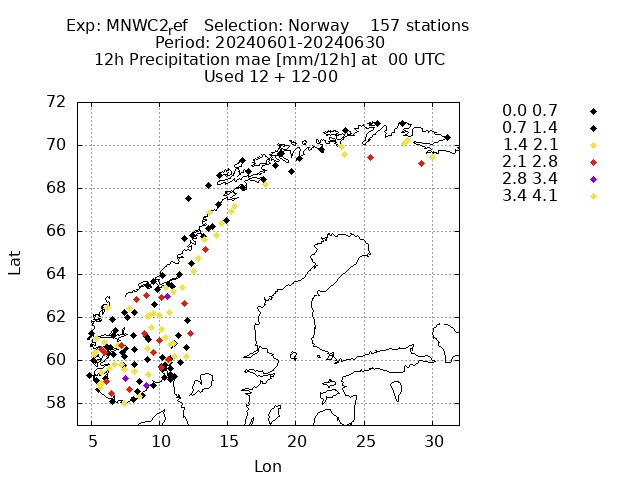 Exp: MNWC2ref   Selection: Norway    157 stations
Period: 20240601-20240630
12h Precipitation mae [mm/12h] at  00 UTC
Used 12 + 12-00
72
70
68
66
64
62
60
58
5 10 15 20 25 30
Lat
Lon
0.0 0.7
0.7 1.4
1.4 2.1
2.1 2.8
2.8 3.4
3.4 4.1